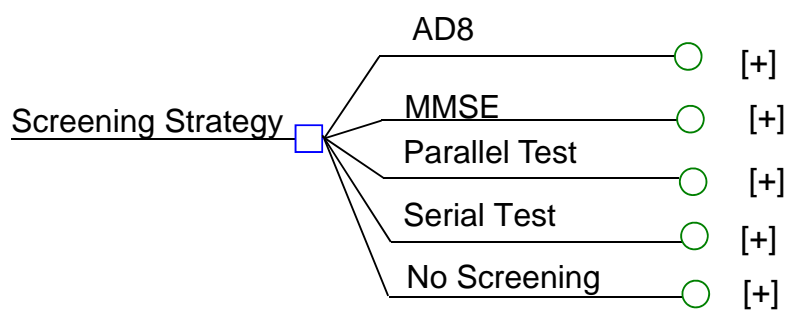 AD8
[+]
MMSE
Screening Strategy
[+]
Parallel Test
[+]
Serial Test
[+]
No Screening
[+]